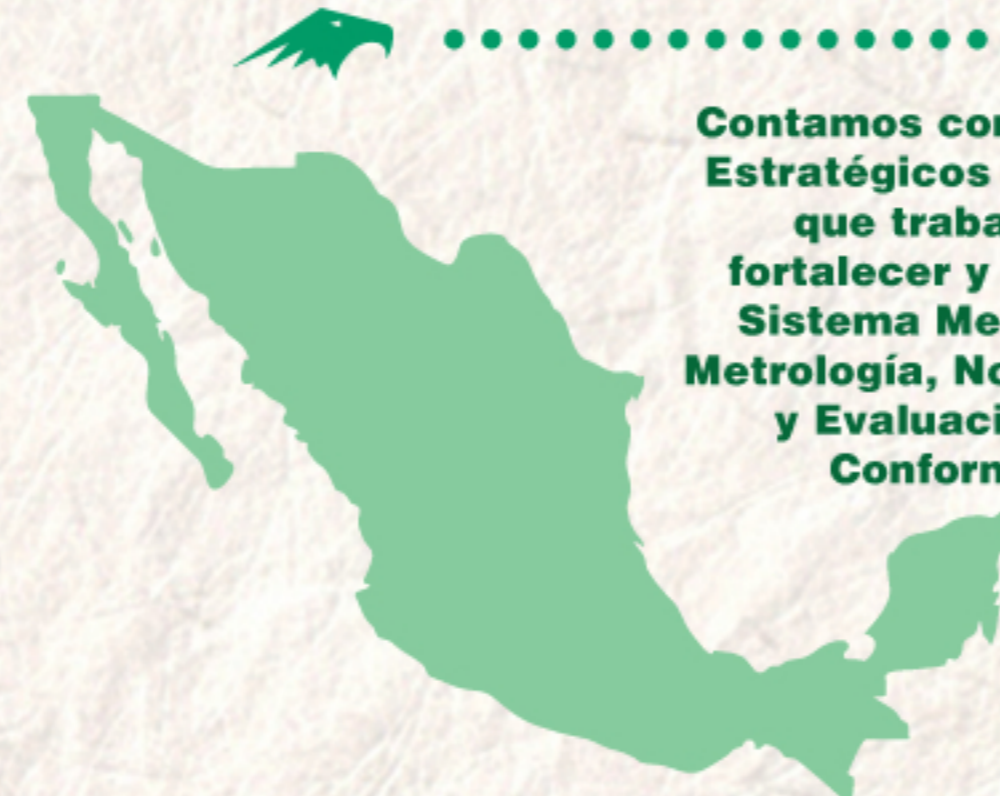 Contamos con
Estratégicos
que traba
fortalecer y
Sistema Me
Metrología, No
y Evaluaci
Conform